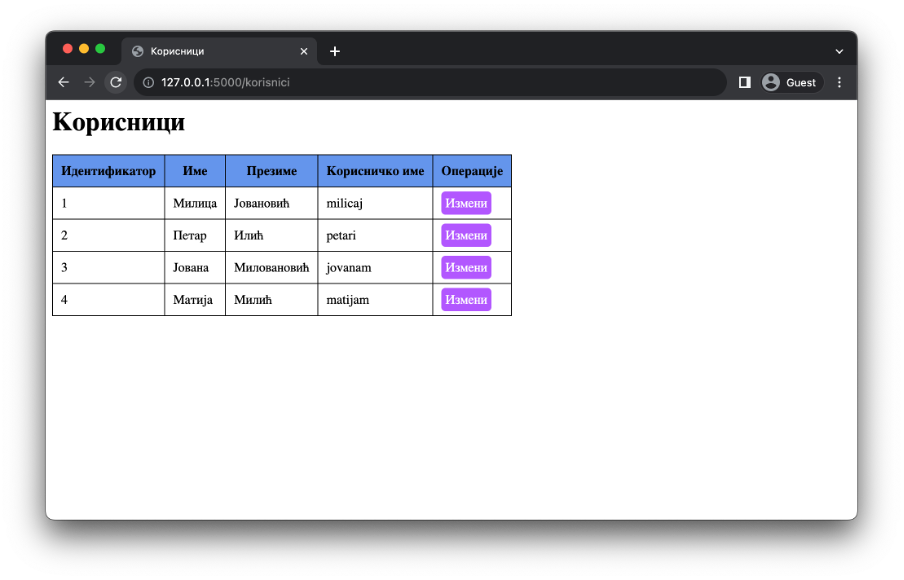 Корисници
127.0.0.1:5000/korisnici
Guest
Корисници
Идентификатор Име Презиме Корисничко име Операције
1 Милица Јовановић milicaj Измени
2 Петар Илић petari Измени
3 Јована Миловановић jovanam Измени
4 Матија Милић matijam Измени